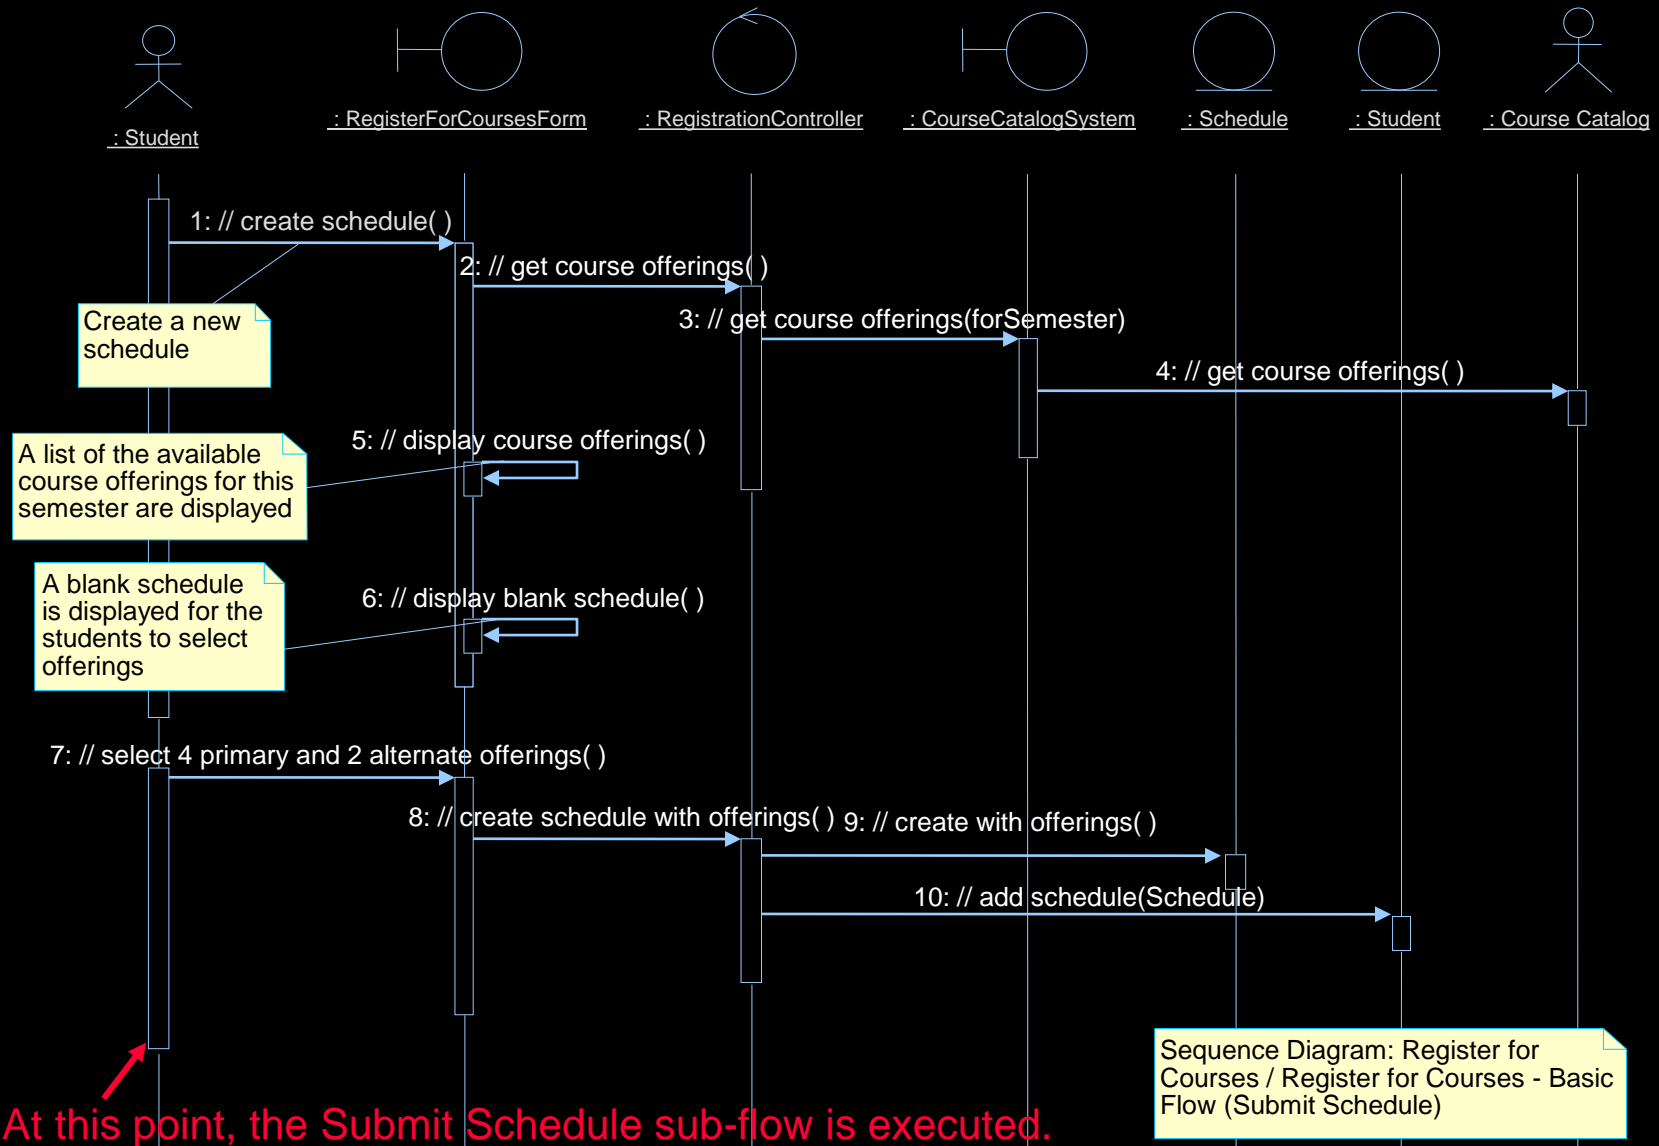 : Student
: RegisterForCoursesForm
: RegistrationController
: CourseCatalogSystem
: Schedule
: Student
: Course Catalog
1: // create schedule( )
2: // get course offerings( )
Create a new
schedule
3: // get course offerings(forSemester)
4: // get course offerings( )
5: // display course offerings( )
A list of the available
course offerings for this
semester are displayed
6: // display blank schedule( )
A blank schedule
is displayed for the
students to select
offerings
7: // select 4 primary and 2 alternate offerings( )
8: // create schedule with offerings( )
9: // create with offerings( )
10: // add schedule(Schedule)
Sequence Diagram: Register for
Courses / Register for Courses - Basic
Flow (Submit Schedule)
At this point, the Submit Schedule sub-flow is executed.